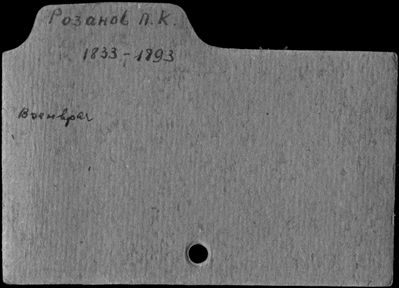 Розанов П.К.
1833-1893
Военврач